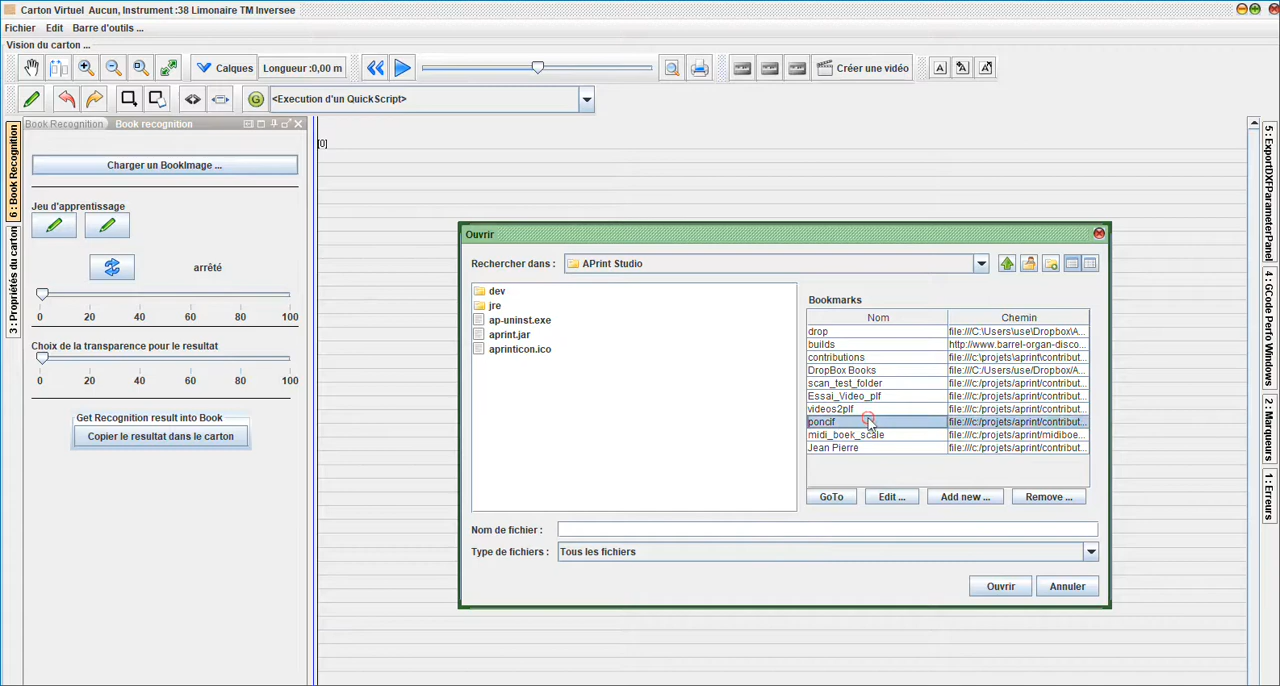 Carton Virtuel Aucun, Instrument :38 Limonaire TM Inversee
Fichier Edit Barre d'outils ...
Vision du carton ...
Calques
Longueur :0,00 m
Créer une vidéo
A A A
G
<Execution d'un QuickScript>
Book Recognition
Book recognition
[0]
Charger un BookImage ...
Jeu d'apprentissage
arrêté
0 20 40 60 80 100
Choix de la transparence pour le resultat
0 20 40 60 80 100
Get Recognition result into Book
Copier le resultat dans le carton
6 : Book Recognition
3 : Propriétés du carton
Ouvrir
Rechercher dans :
APrint Studio
dev
jre
ap-uninst.exe
aprint.jar
aprinticon.ico
Bookmarks
Nom Chemin
drop file:///C:\Users\use\Dropbox\A...
builds http://www.barrel-organ-disco...
contributions file:///c:\projets\aprint\contribut...
DropBox Books file:///C:/Users/use/Dropbox/A...
scan_test_folder file:///c:/projets/aprint/contribut...
Essai_Video_plf file:///c:/projets/aprint/contribut...
videos2plf file:///c:/projets/aprint/contribut...
poncif file:///c:/projets/aprint/contribut...
midi_boek_scale file:///c:/projets/aprint/midiboe...
Jean Pierre file:///c:/projets/aprint/contribut...
GoTo
Edit ...
Add new ...
Remove ...
Nom de fichier :
Type de fichiers :
Tous les fichiers
Ouvrir
Annuler
5 : ExportDXFParameterPanel
4 : GCode Perfo Windows
2 : Marqueurs
1 : Erreurs